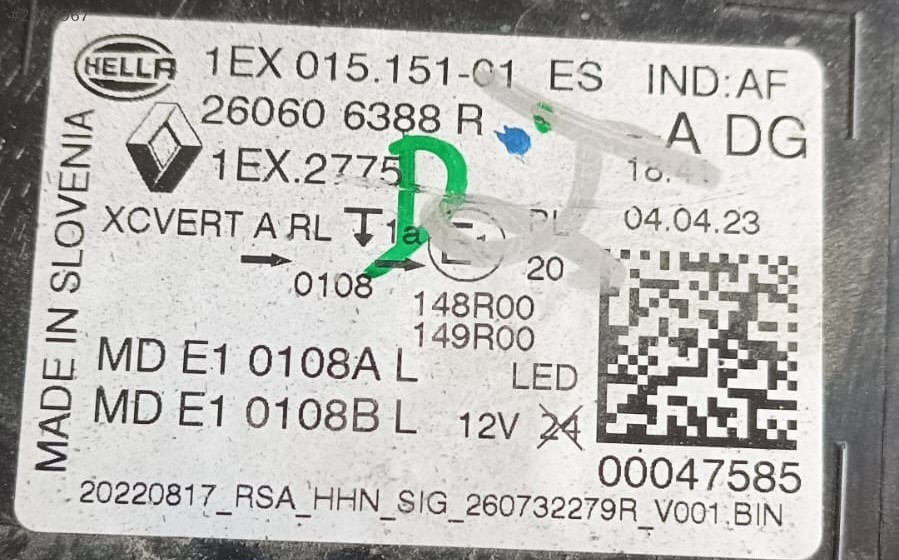 HELLA 1EX 015.151-01 ES IND:AF
26060 6388 R A DG
1EX.2775
XCVERT A RL 1a 04.04.23
0108 20
148R00
149R00
MD E1 0108A L LED
MD E1 0108B L 12V 24
00047585
20220817_RSA_HHN_SIG_260732279R_V001.BIN
MADE IN SLOVENIA